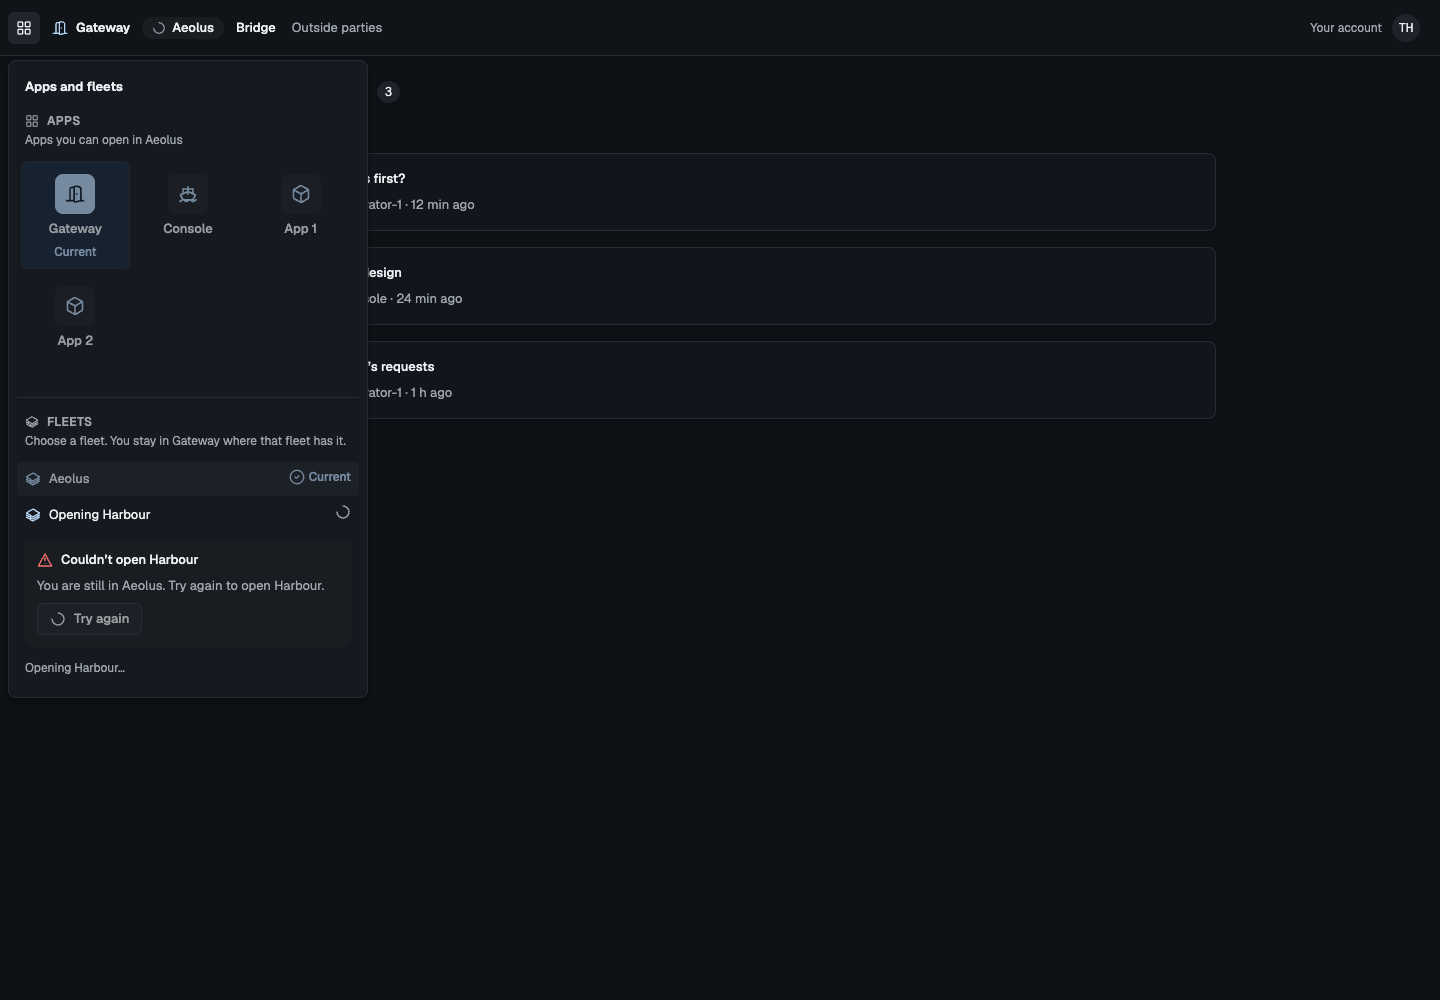 Gateway
Aeolus
Bridge
Outside parties
Your account
TH
Apps and fleets
3
APPS
Apps you can open in Aeolus
first?
Gateway
Console
App 1
ator-1 · 12 min ago
Current
24 min ago
App 2
's requests
ator-1 · 1 h ago
FLEETS
Choose a fleet. You stay in Gateway where that fleet has it.
Aeolus
Current
Opening Harbour
Couldn't open Harbour
You are still in Aeolus. Try again to open Harbour.
Try again
Opening Harbour…